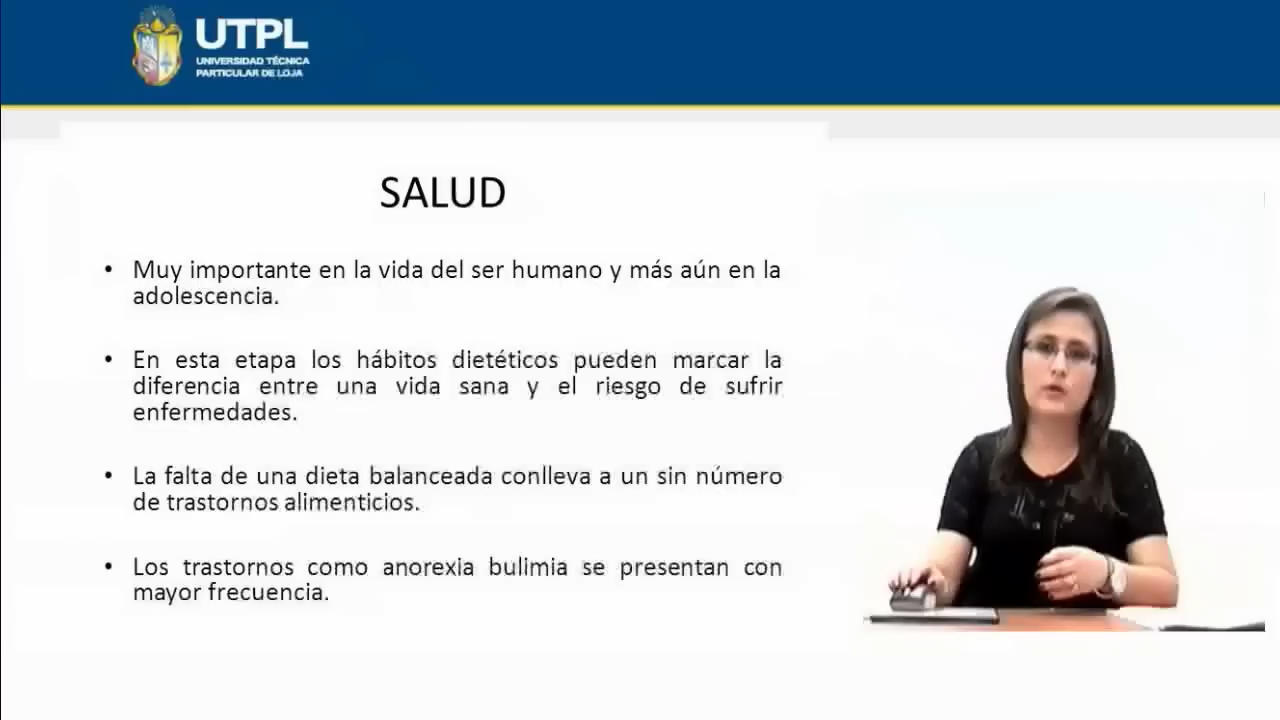 UTPL
UNIVERSIDAD TÉCNICA
PARTICULAR DE LOJA
SALUD
• Muy importante en la vida del ser humano y más aún en la
adolescencia.
• En esta etapa los hábitos dietéticos pueden marcar la
diferencia entre una vida sana y el riesgo de sufrir
enfermedades.
• La falta de una dieta balanceada conlleva a un sin número
de trastornos alimenticios.
• Los trastornos como anorexia bulimia se presentan con
mayor frecuencia.